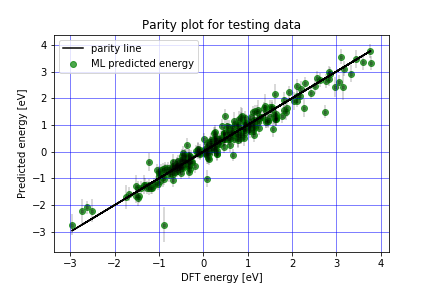 Parity plot for testing data
parity line
ML predicted energy
Predicted energy [eV]
4
3
2
1
0
−1
−2
−3
−3 −2 −1 0 1 2 3 4
DFT energy [eV]